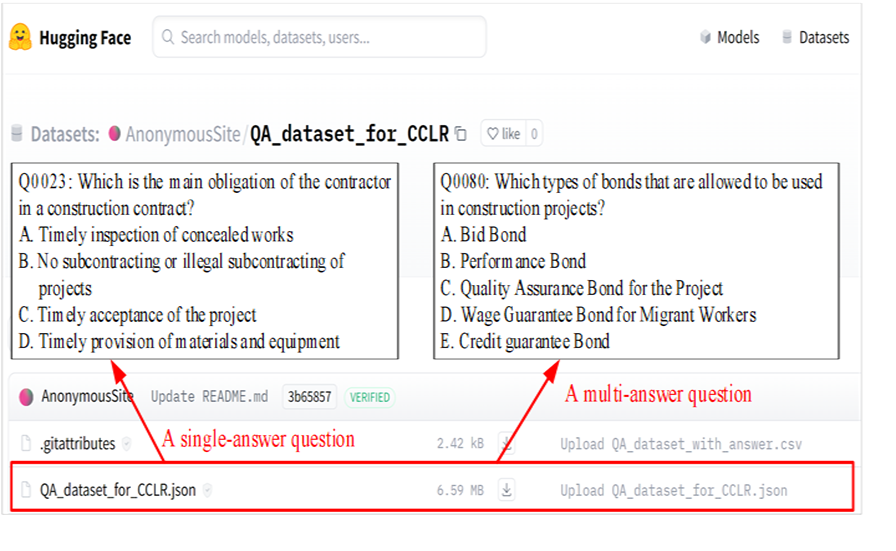 Hugging Face Search models, datasets, users... Models Datasets
Datasets: AnonymousSite/QA_dataset_for_CCLR like 0
Q0023: Which is the main obligation of the contractor
in a construction contract?
A. Timely inspection of concealed works
B. No subcontracting or illegal subcontracting of
projects
C. Timely acceptance of the project
D. Timely provision of materials and equipment
Q0080: Which types of bonds that are allowed to be used
in construction projects?
A. Bid Bond
B. Performance Bond
C. Quality Assurance Bond for the Project
D. Wage Guarantee Bond for Migrant Workers
E. Credit guarantee Bond
AnonymousSite Update README.md 3b65857 VERIFIED
A multi-answer question
A single-answer question
.gitattributes 2.42 kB Upload QA_dataset_with_answer.csv
QA_dataset_for_CCLR.json 6.59 MB Upload QA_dataset_for_CCLR.json